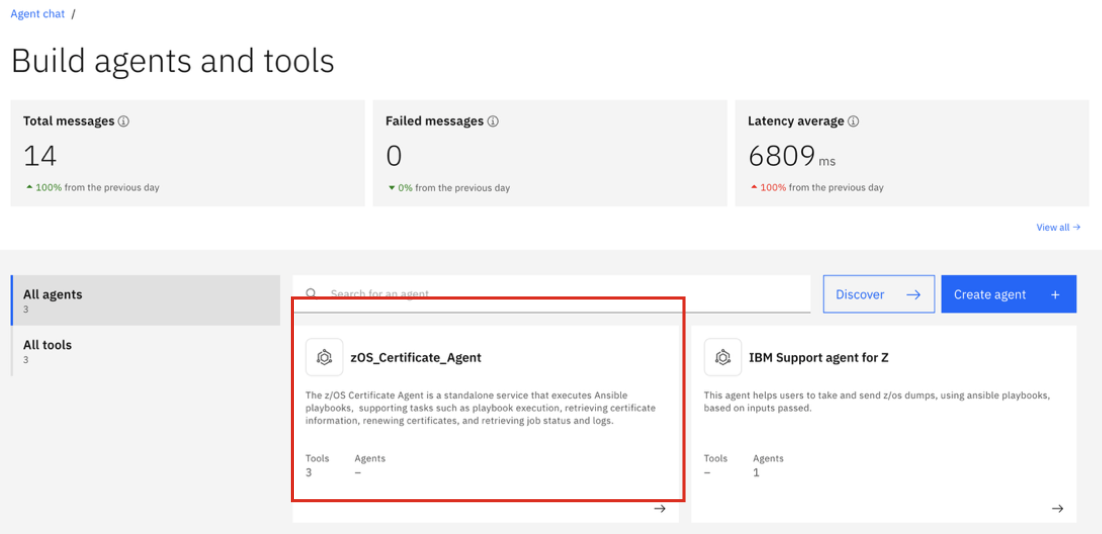 Agent chat /
Build agents and tools
Total messages
14
100% from the previous day
Failed messages
0
0% from the previous day
Latency average
6809 ms
100% from the previous day
View all →
All agents
3
All tools
3
Search for an agent
Discover →
Create agent +
zOS_Certificate_Agent
The z/OS Certificate Agent is a standalone service that executes Ansible
playbooks, supporting tasks such as playbook execution, retrieving certificate
information, renewing certificates, and retrieving job status and logs.
Tools Agents
3 –
→
IBM Support agent for Z
This agent helps users to take and send z/os dumps, using ansible playbooks,
based on inputs passed.
Tools Agents
– 1
→